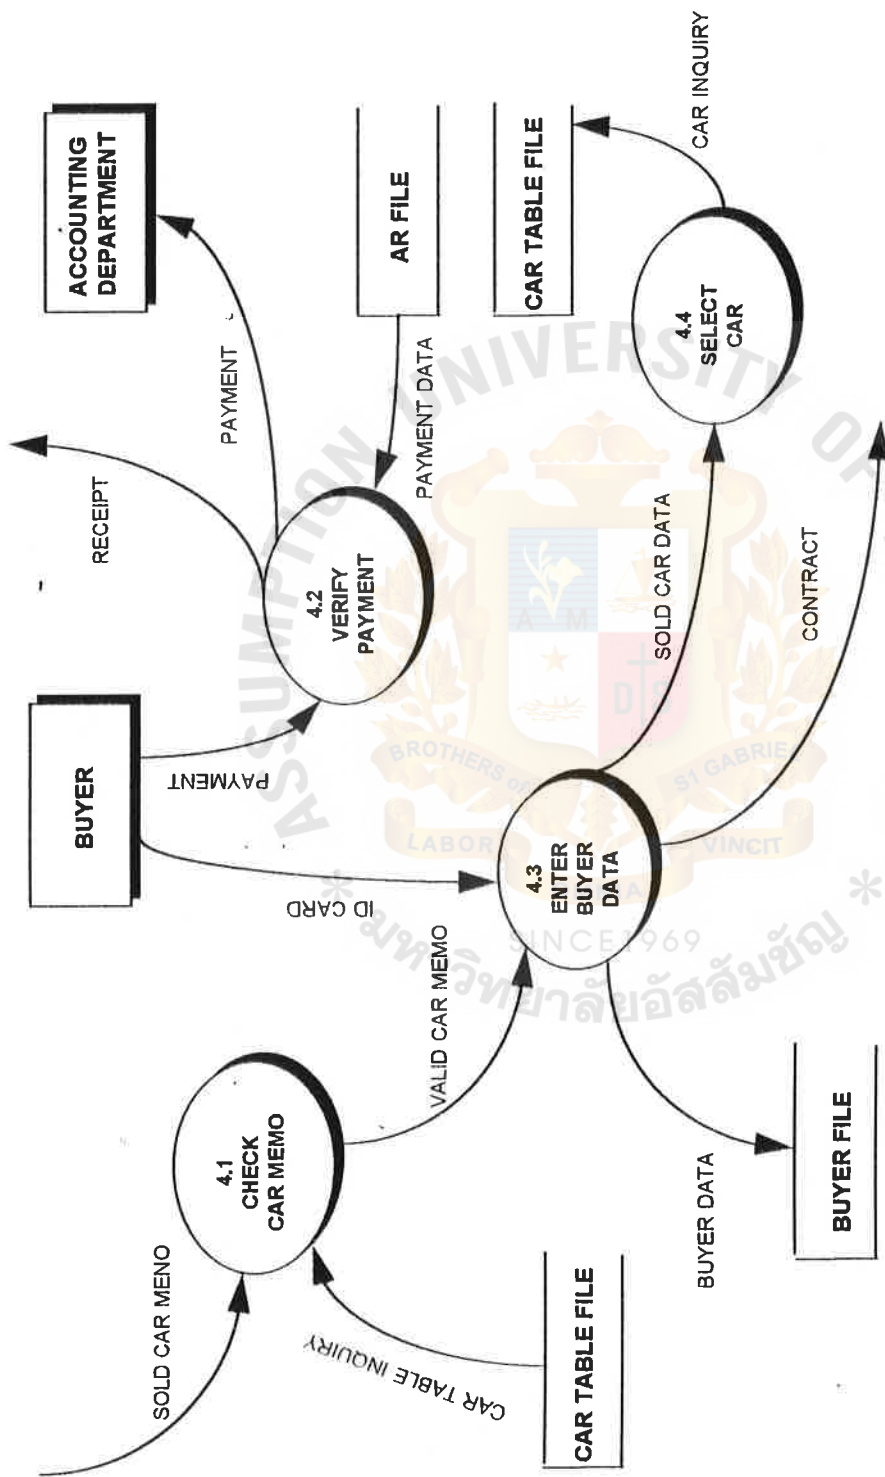 SOLD CAR MENO
4.1
CHECK
CAR MEMO
CAR TABLE INQUIRY
CAR TABLE FILE
VALID CAR MEMO
BUYER
ID CARD
PAYMENT
4.2
VERIFY
PAYMENT
RECEIPT
PAYMENT
ACCOUNTING
DEPARTMENT
PAYMENT DATA
AR FILE
4.3
ENTER
BUYER
DATA
BUYER DATA
BUYER FILE
SOLD CAR DATA
CONTRACT
4.4
SELECT
CAR
CAR INQUIRY
CAR TABLE FILE
ASSUMPTION UNIVERSITY OF
A M
D S
BROTHERS OF
ST GABRIEL
LABOR
VINCIT
SINCE 1969
มหาวิทยาลัยอัสสัมชัญ